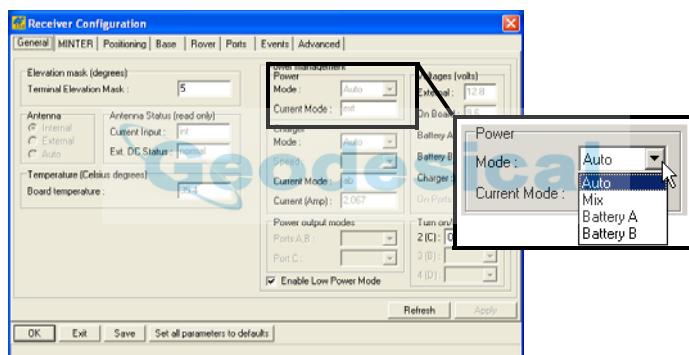 Receiver Configuration
General MINTER Positioning Base Rover Ports Events Advanced
Elevation mask (degrees)
Terminal Elevation Mask : 5
Antenna
Internal
External
Auto
Antenna Status (read only)
Current Input : int
Ext. DC Status : normal
Temperature (Celsius degrees)
Board temperature :
Power management
Power
Mode : Auto
Current Mode : ext
Charger
Mode : Auto
Speed :
Current Mode :
Current (Amp) : 2.067
Power output modes
Ports A,B :
Port C :
Enable Low Power Mode
Voltages (volts)
External : 12.8
On Board
Battery A
Battery B
Charger :
On Ports
Turn on/
2 (C) :
3 (D) :
4 (D) :
Refresh Apply
OK Exit Save Set all parameters to defaults
Power
Mode : Auto
Current Mode :
Auto
Mix
Battery A
Battery B
Geodesical